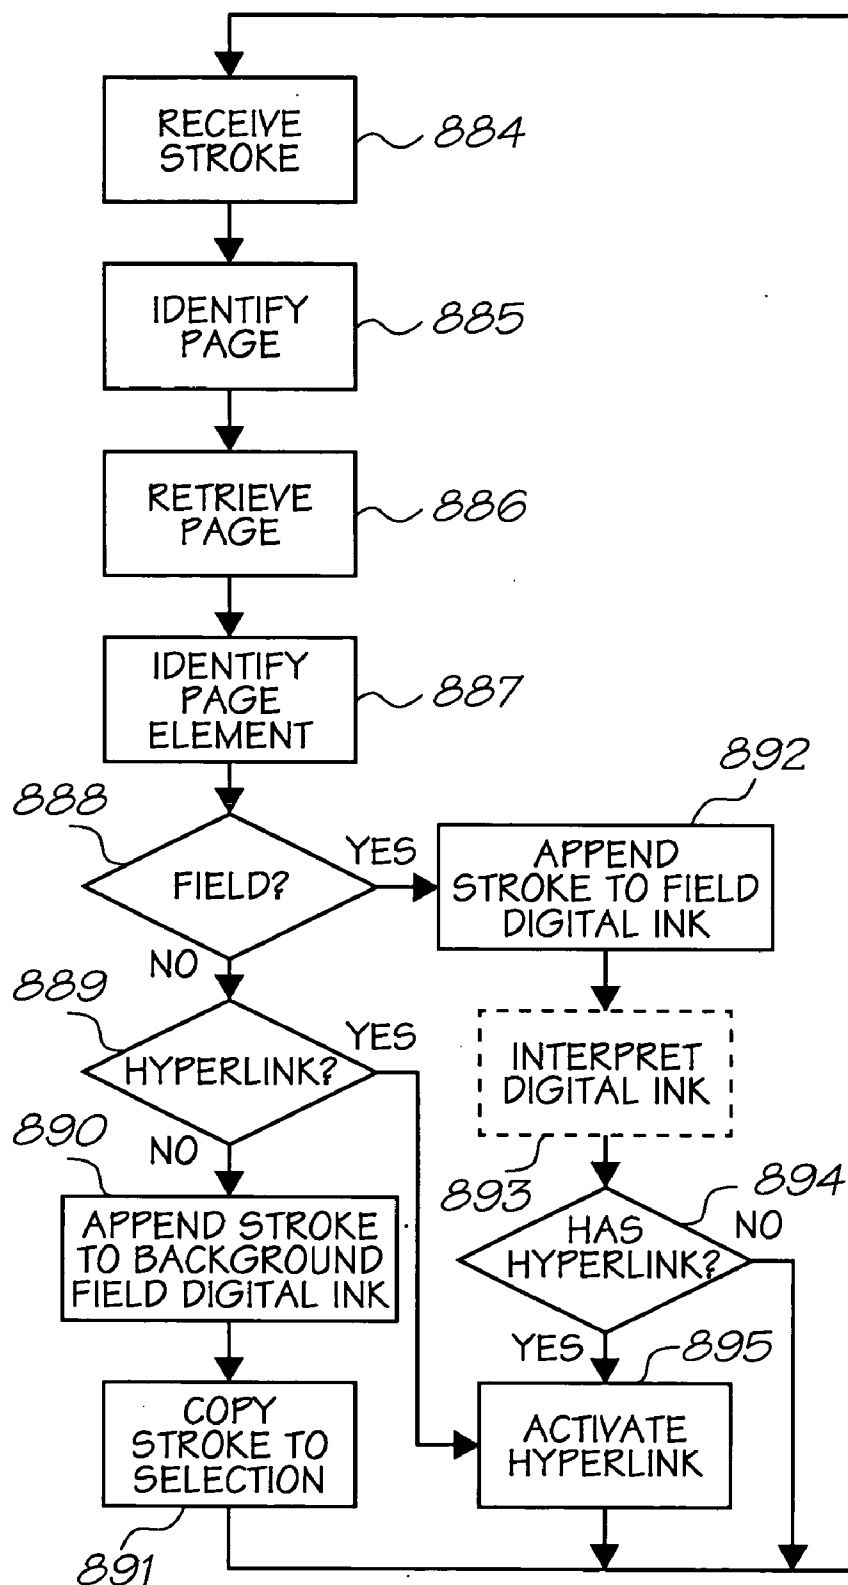 RECEIVE
STROKE
884
IDENTIFY
PAGE
885
RETRIEVE
PAGE
886
IDENTIFY
PAGE
ELEMENT
887
888
FIELD?
YES
NO
892
APPEND
STROKE TO FIELD
DIGITAL INK
889
HYPERLINK?
YES
NO
INTERPRET
DIGITAL INK
893
890
APPEND STROKE
TO BACKGROUND
FIELD DIGITAL INK
894
HAS
HYPERLINK?
NO
YES
895
COPY
STROKE TO
SELECTION
891
ACTIVATE
HYPERLINK